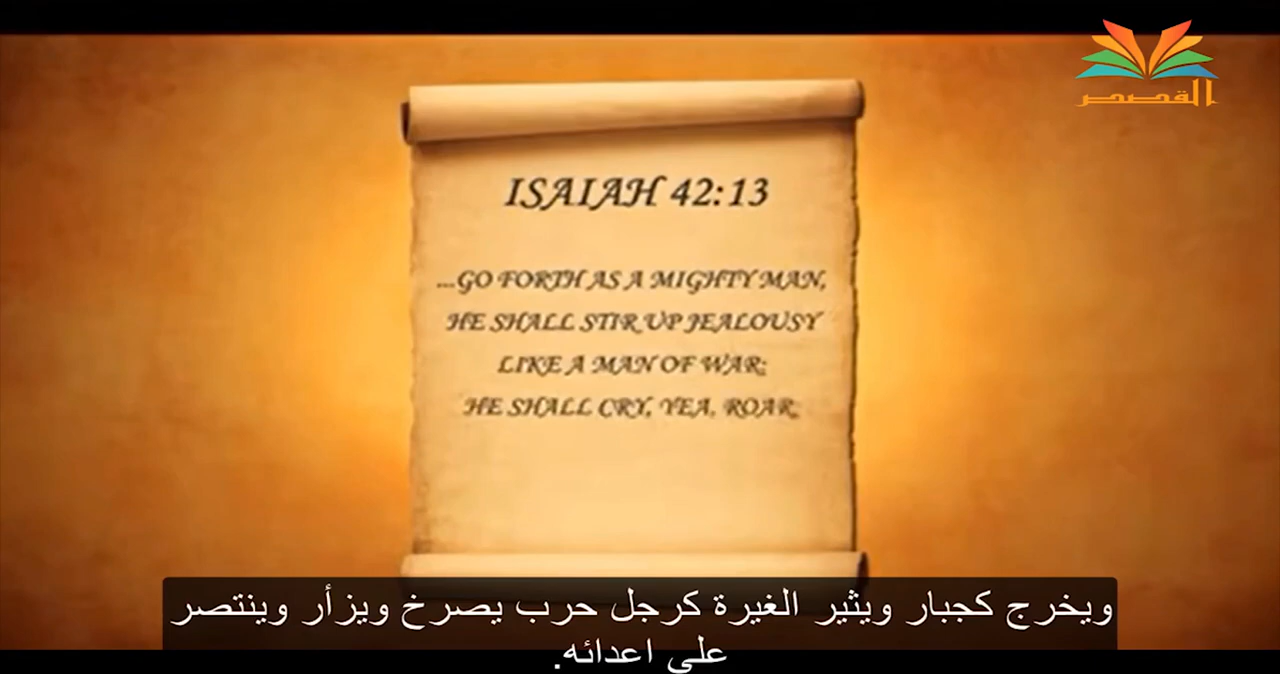 القصص
ISAIAH 42:13
...GO FORTH AS A MIGHTY MAN,
HE SHALL STIR UP JEALOUSY
LIKE A MAN OF WAR:
HE SHALL CRY, YEA, ROAR;
ويخرج كجبار ويثير الغيرة كرجل حرب يصرخ ويزأر وينتصر
على اعدائه.